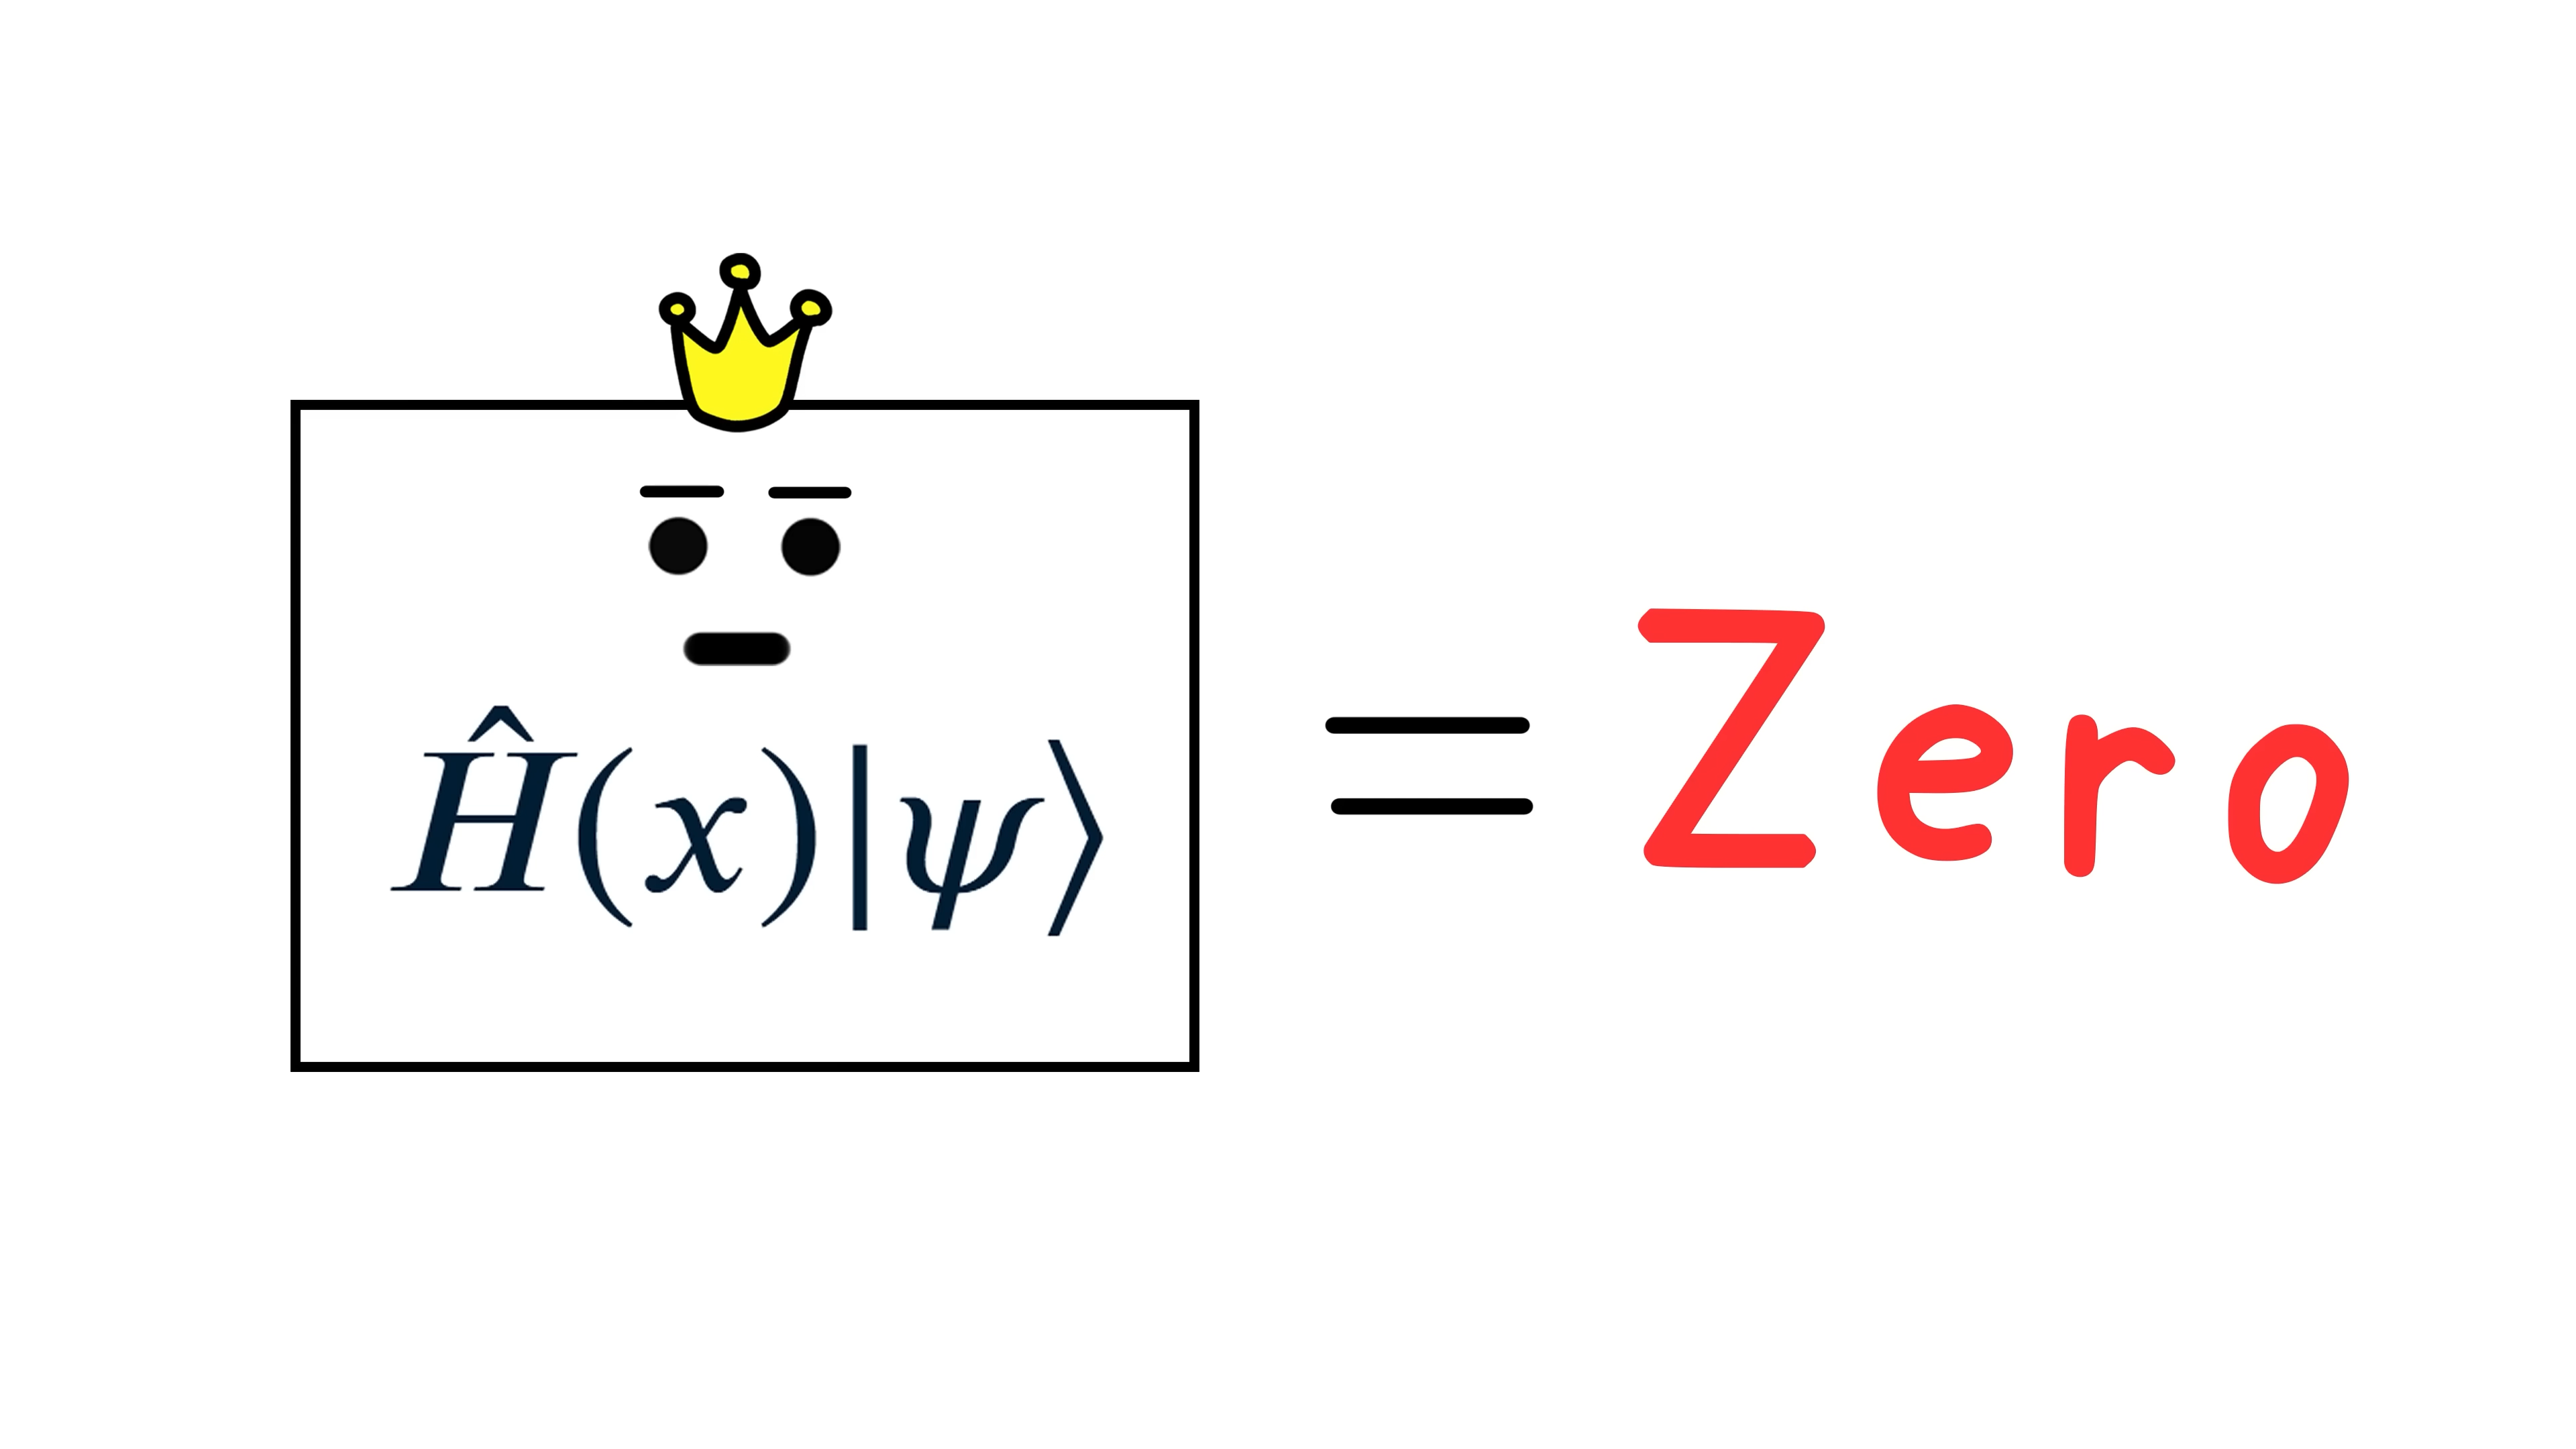 Ĥ(x)|ψ⟩ = Zero